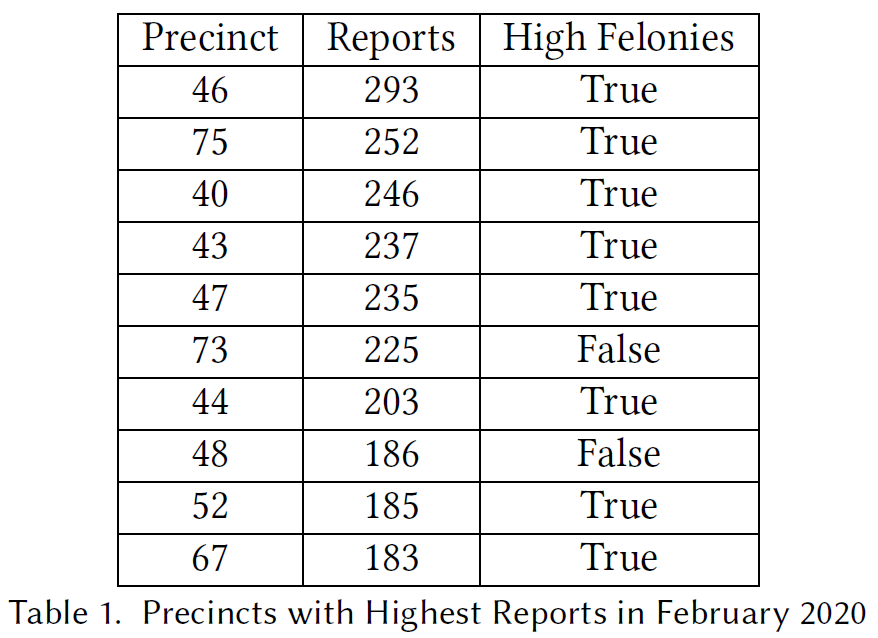 Precinct Reports High Felonies
46 293 True
75 252 True
40 246 True
43 237 True
47 235 True
73 225 False
44 203 True
48 186 False
52 185 True
67 183 True
Table 1. Precincts with Highest Reports in February 2020